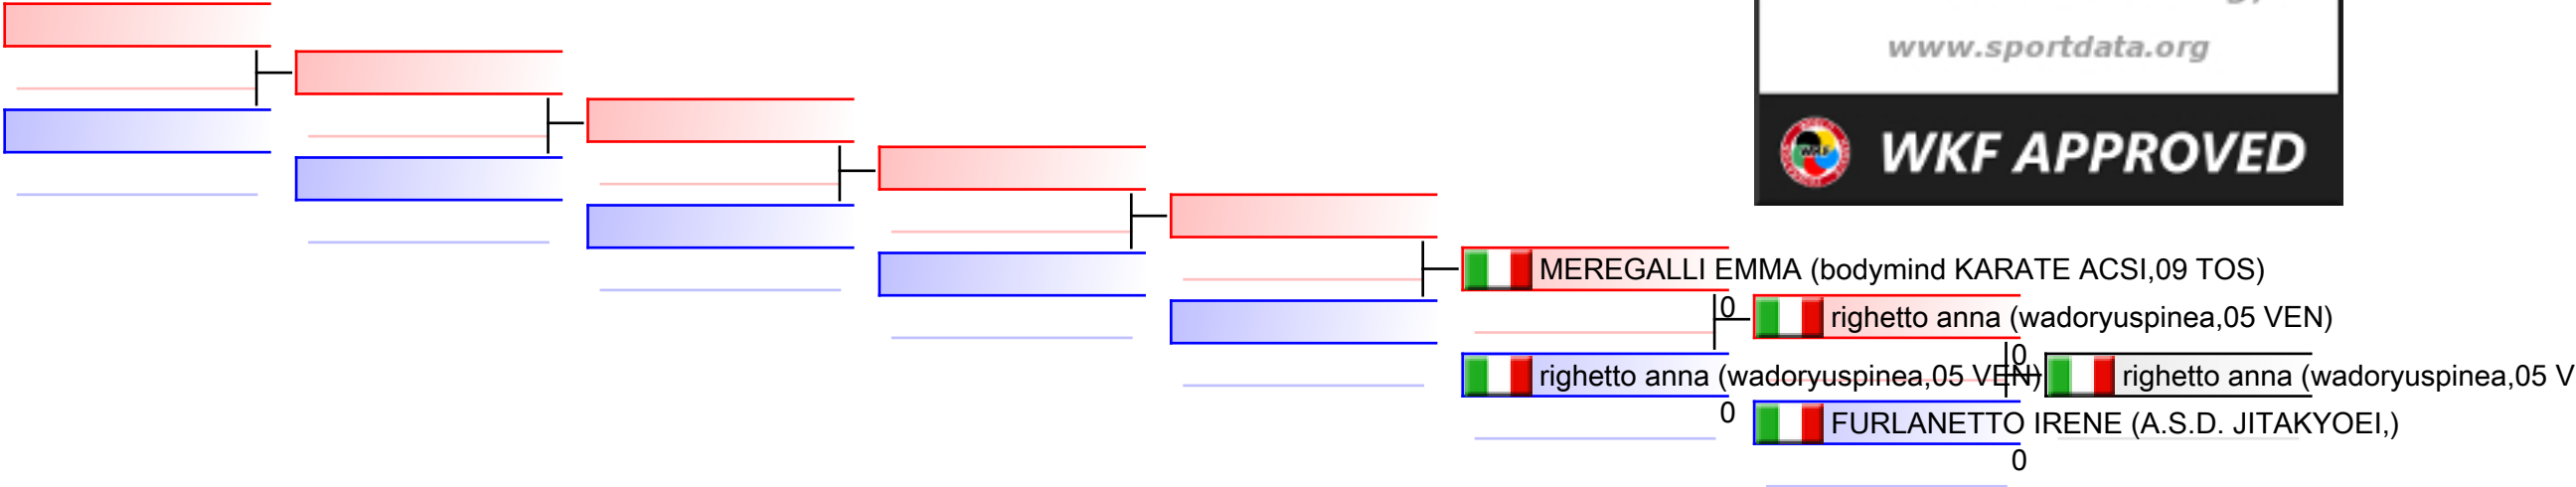 www.sportdata.org
WKF APPROVED
MEREGALLI EMMA (bodymind KARATE ACSI,09 TOS)
0
righetto anna (wadoryuspinea,05 VEN)
0
righetto anna (wadoryuspinea,05 VEN)
righetto anna (wadoryuspinea,05 V
0
FURLANETTO IRENE (A.S.D. JITAKYOEI,)
0